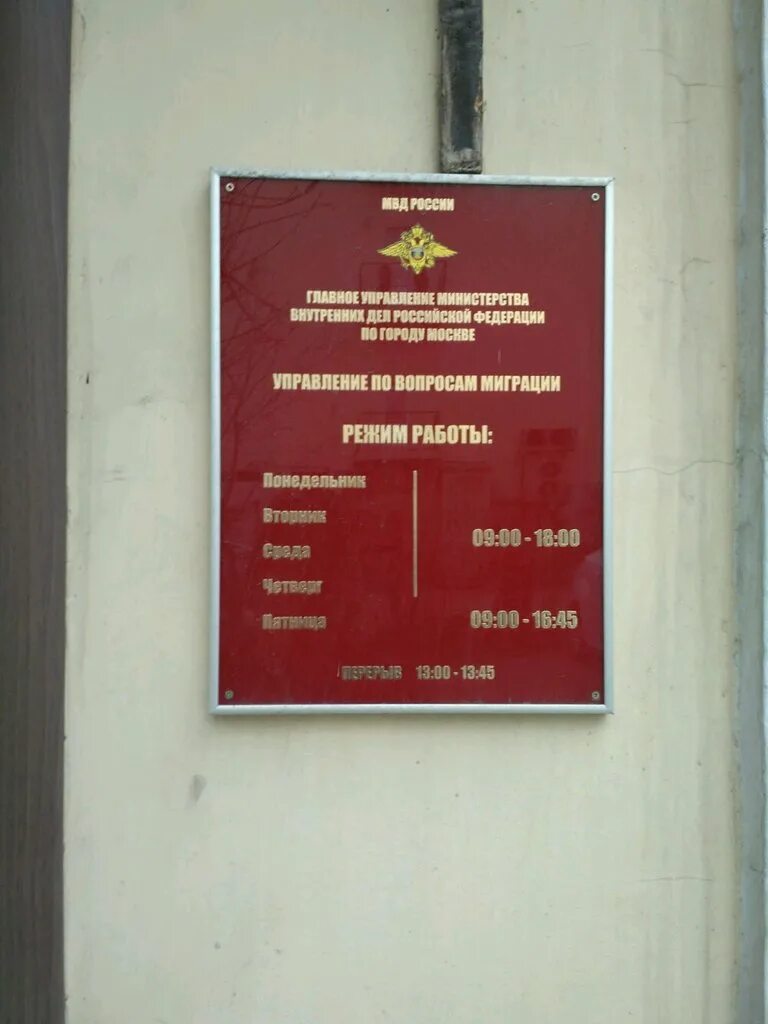 МВД РОССИИ
ГЛАВНОЕ УПРАВЛЕНИЕ МИНИСТЕРСТВА
ВНУТРЕННИХ ДЕЛ РОССИЙСКОЙ ФЕДЕРАЦИИ
ПО ГОРОДУ МОСКВЕ
УПРАВЛЕНИЕ ПО ВОПРОСАМ МИГРАЦИИ
РЕЖИМ РАБОТЫ:
Понедельник
Вторник
Среда
Четверг
09:00 - 18:00
Пятница 09:00 - 16:45
ПЕРЕРЫВ 13:00 - 13:45